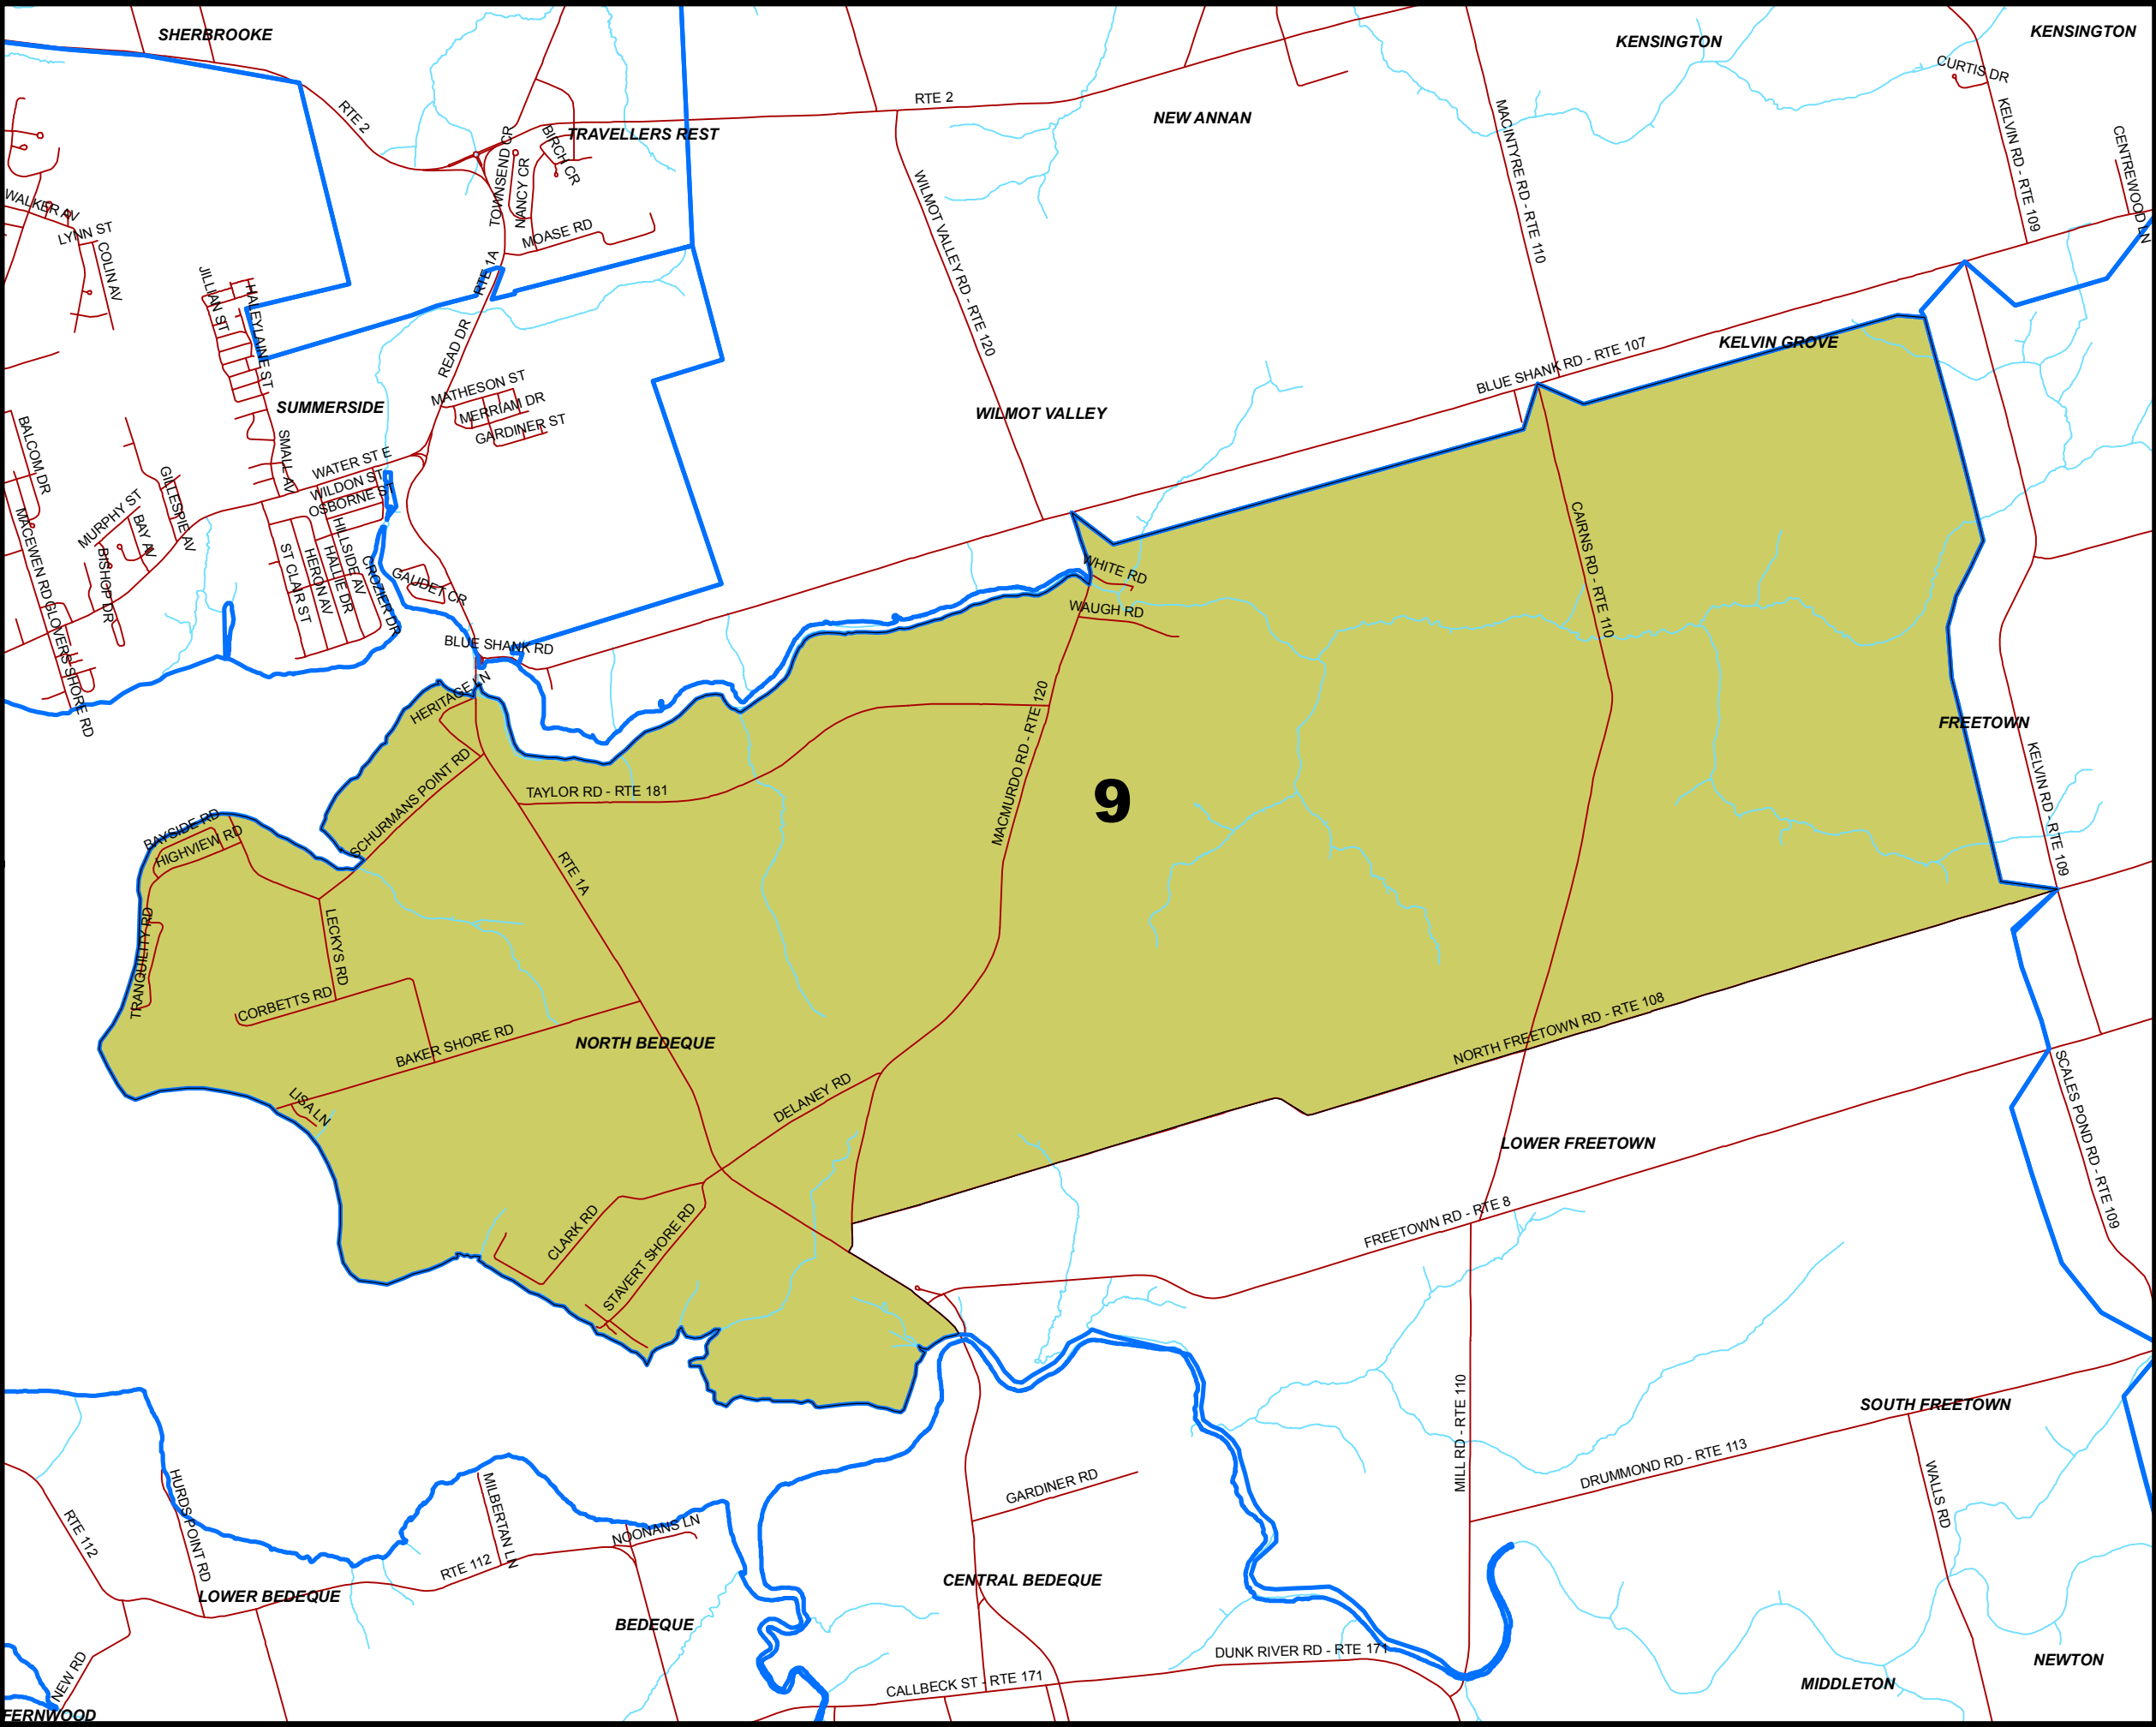 SHERBROOKE
KENSINGTON
KENSINGTON
CURTIS DR
RTE 2
RTE 2
NEW ANNAN
TRAVELLERS REST
TOWNSEND CR
NANCY CR
BIRCH CR
MOASE RD
MACINTYRE RD - RTE 110
KELVIN RD - RTE 109
CENTREWOOD LN
WALKER AV
LYNN ST
COLIN AV
JILLIAN ST
HALEYLAINE ST
RTE 1A
READ DR
WILMOT VALLEY RD - RTE 120
BLUE SHANK RD - RTE 107
KELVIN GROVE
MATHESON ST
MERRIAM DR
GARDINER ST
SUMMERSIDE
WILMOT VALLEY
BALCOM DR
SMALL AV
WATER ST E
WILDON ST
OSBORNE ST
GILLESPIE AV
MURPHY ST
BAY AV
BISHOP DR
MACEWEN RD
GLOVERS SHORE RD
ST CLAIR ST
HERON AV
HALLIE DR
HILLSIDE AV
CROZIER DR
GAUDET CR
CAIRNS RD - RTE 110
WHITE RD
WAUGH RD
BLUE SHANK RD
HERITAGE LN
FREETOWN
SCHURMANS POINT RD
TAYLOR RD - RTE 181
MACMURDO RD - RTE 120
9
KELVIN RD - RTE 109
BAYSIDE RD
HIGHVIEW RD
RTE 1A
TRANQUILITY RD
LECKYS RD
CORBETTS RD
BAKER SHORE RD
NORTH BEDEQUE
NORTH FREETOWN RD - RTE 108
LISA LN
DELANEY RD
SCALES POND RD - RTE 109
LOWER FREETOWN
CLARK RD
STAVERT SHORE RD
FREETOWN RD - RTE 8
SOUTH FREETOWN
MILL RD - RTE 110
DRUMMOND RD - RTE 113
WALLS RD
GARDINER RD
HURDS POINT RD
MILBERTAN LN
NOONANS LN
RTE 112
RTE 112
LOWER BEDEQUE
CENTRAL BEDEQUE
BEDEQUE
DUNK RIVER RD - RTE 171
CALLBECK ST - RTE 171
NEW RD
NEWTON
MIDDLETON
FERNWOOD